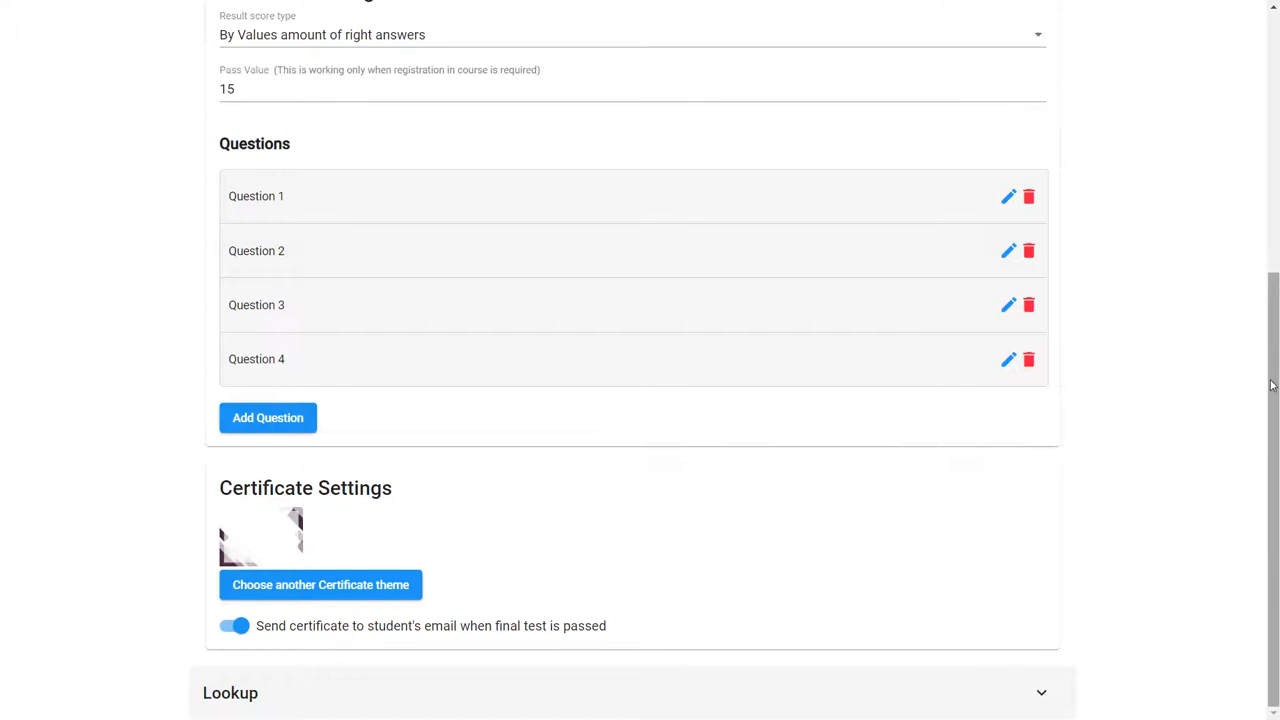 Result score type
By Values amount of right answers
Pass Value (This is working only when registration in course is required)
15
Questions
Question 1
Question 2
Question 3
Question 4
Add Question
Certificate Settings
Choose another Certificate theme
Send certificate to student's email when final test is passed
Lookup